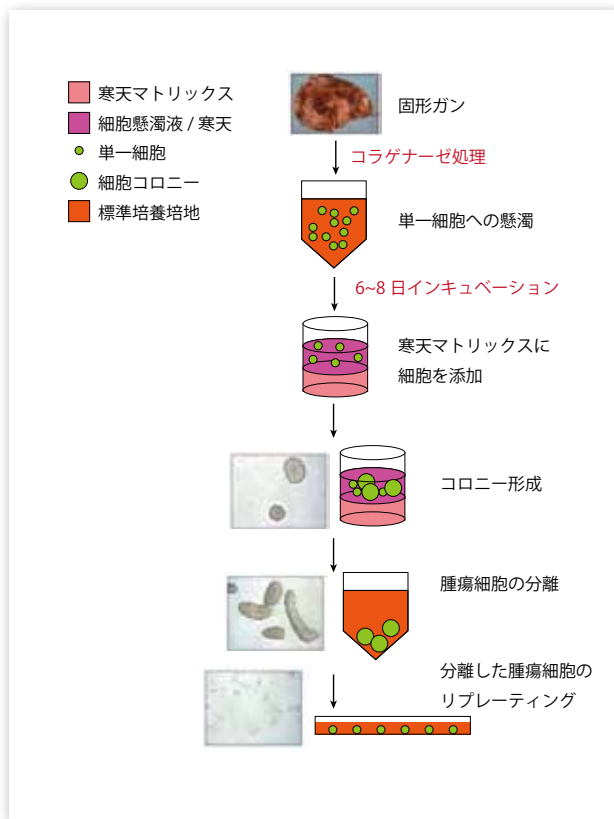 寒天マトリックス
細胞懸濁液 / 寒天
単一細胞
細胞コロニー
標準培養培地
固形ガン
コラゲナーゼ処理
単一細胞への懸濁
6~8 日インキュベーション
寒天マトリックスに
細胞を添加
コロニー形成
腫瘍細胞の分離
分離した腫瘍細胞の
リプレーティング